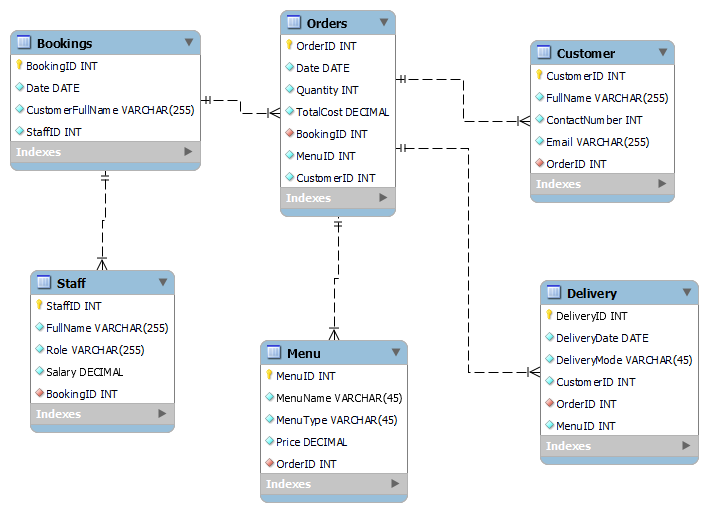 Bookings
BookingID INT
Date DATE
CustomerFullName VARCHAR(255)
StaffID INT
Indexes
Orders
OrderID INT
Date DATE
Quantity INT
TotalCost DECIMAL
BookingID INT
MenuID INT
CustomerID INT
Indexes
Customer
CustomerID INT
FullName VARCHAR(255)
ContactNumber INT
Email VARCHAR(255)
OrderID INT
Indexes
Staff
StaffID INT
FullName VARCHAR(255)
Role VARCHAR(255)
Salary DECIMAL
BookingID INT
Indexes
Menu
MenuID INT
MenuName VARCHAR(45)
MenuType VARCHAR(45)
Price DECIMAL
OrderID INT
Indexes
Delivery
DeliveryID INT
DeliveryDate DATE
DeliveryMode VARCHAR(45)
CustomerID INT
OrderID INT
MenuID INT
Indexes